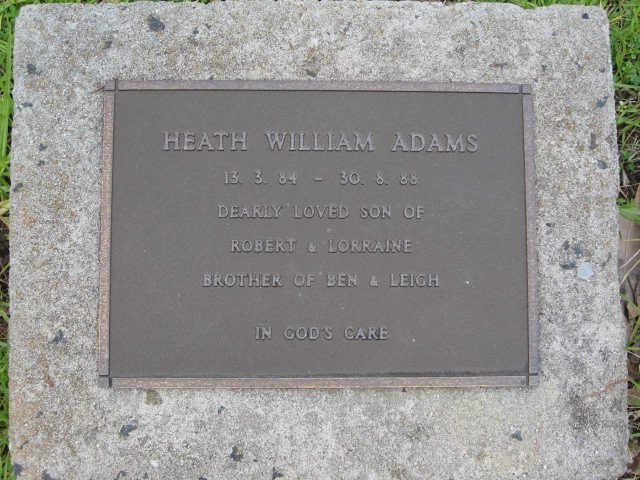 HEATH WILLIAM ADAMS
13. 3. 84 - 30. 8. 88
DEARLY LOVED SON OF
ROBERT & LORRAINE
BROTHER OF BEN & LEIGH
IN GOD'S CARE